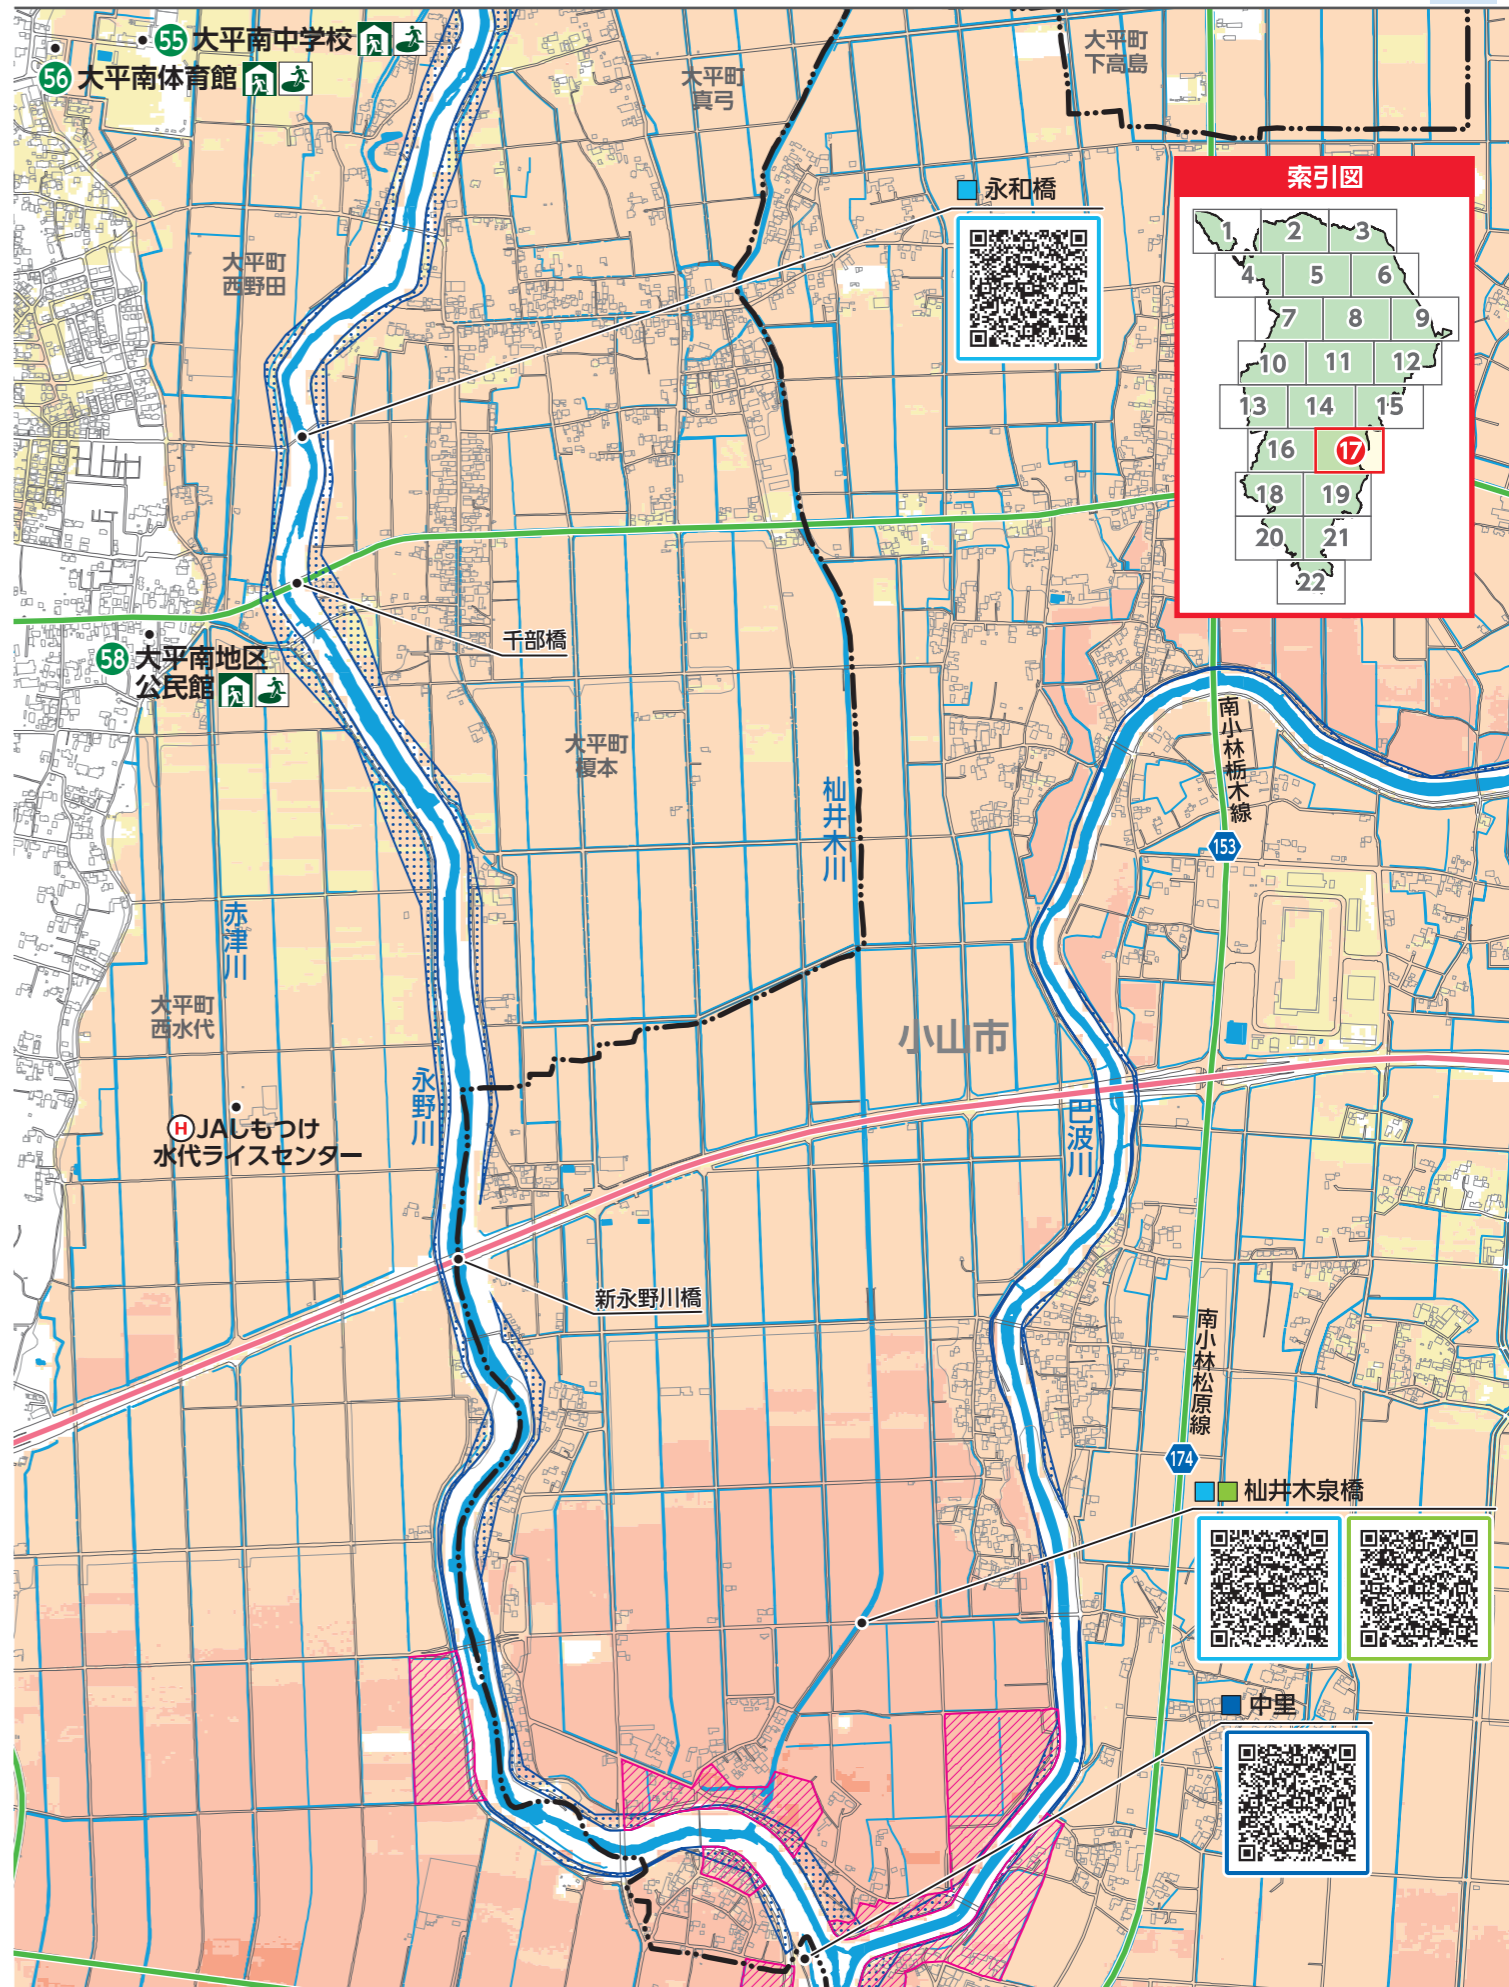 55 大平南中学校
56 大平南体育館
大平町
真弓
大平町
下高島
永和橋
索引図
1 2 3
4 5 6
7 8 9
10 11 12
13 14 15
16 17
18 19
20 21
22
大平町
西野田
千部橋
58 大平南地区
公民館
大平町
榎本
杣井木川
南小林栃木線
153
赤津川
大平町
西水代
小山市
永野川
巴波川
H JAしもつけ
水代ライスセンター
新永野川橋
南小林松原線
174
杣井木泉橋
中里